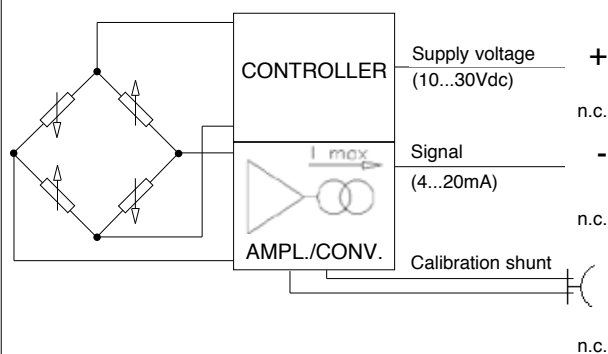 CONTROLLER
Supply voltage +
(10...30Vdc)
n.c.
I max
Signal -
(4...20mA)
n.c.
AMPL./CONV.
Calibration shunt
n.c.